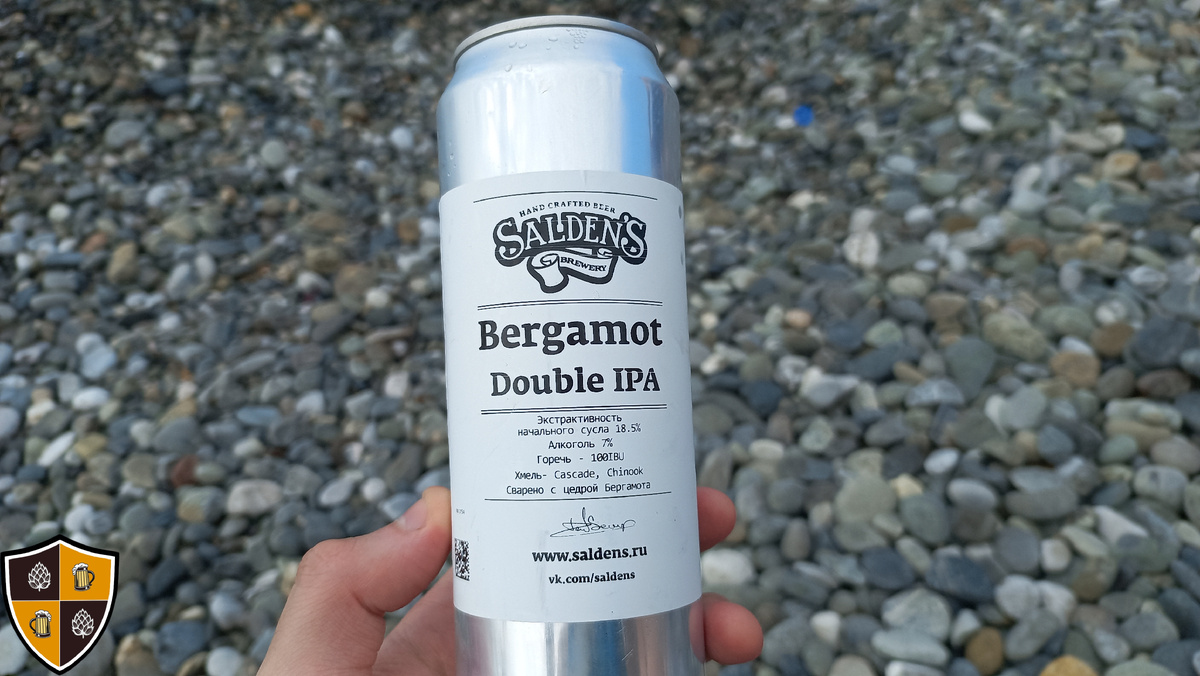 HAND CRAFTED BEER
SALDEN'S
BREWERY
Bergamot
Double IPA
Экстрактивность
начального сусла 18.5%
Алкоголь 7%
Горечь - 100IBU
Хмель- Cascade, Chinook
Сварено с цедрой Бергамота
www.saldens.ru
vk.com/saldens